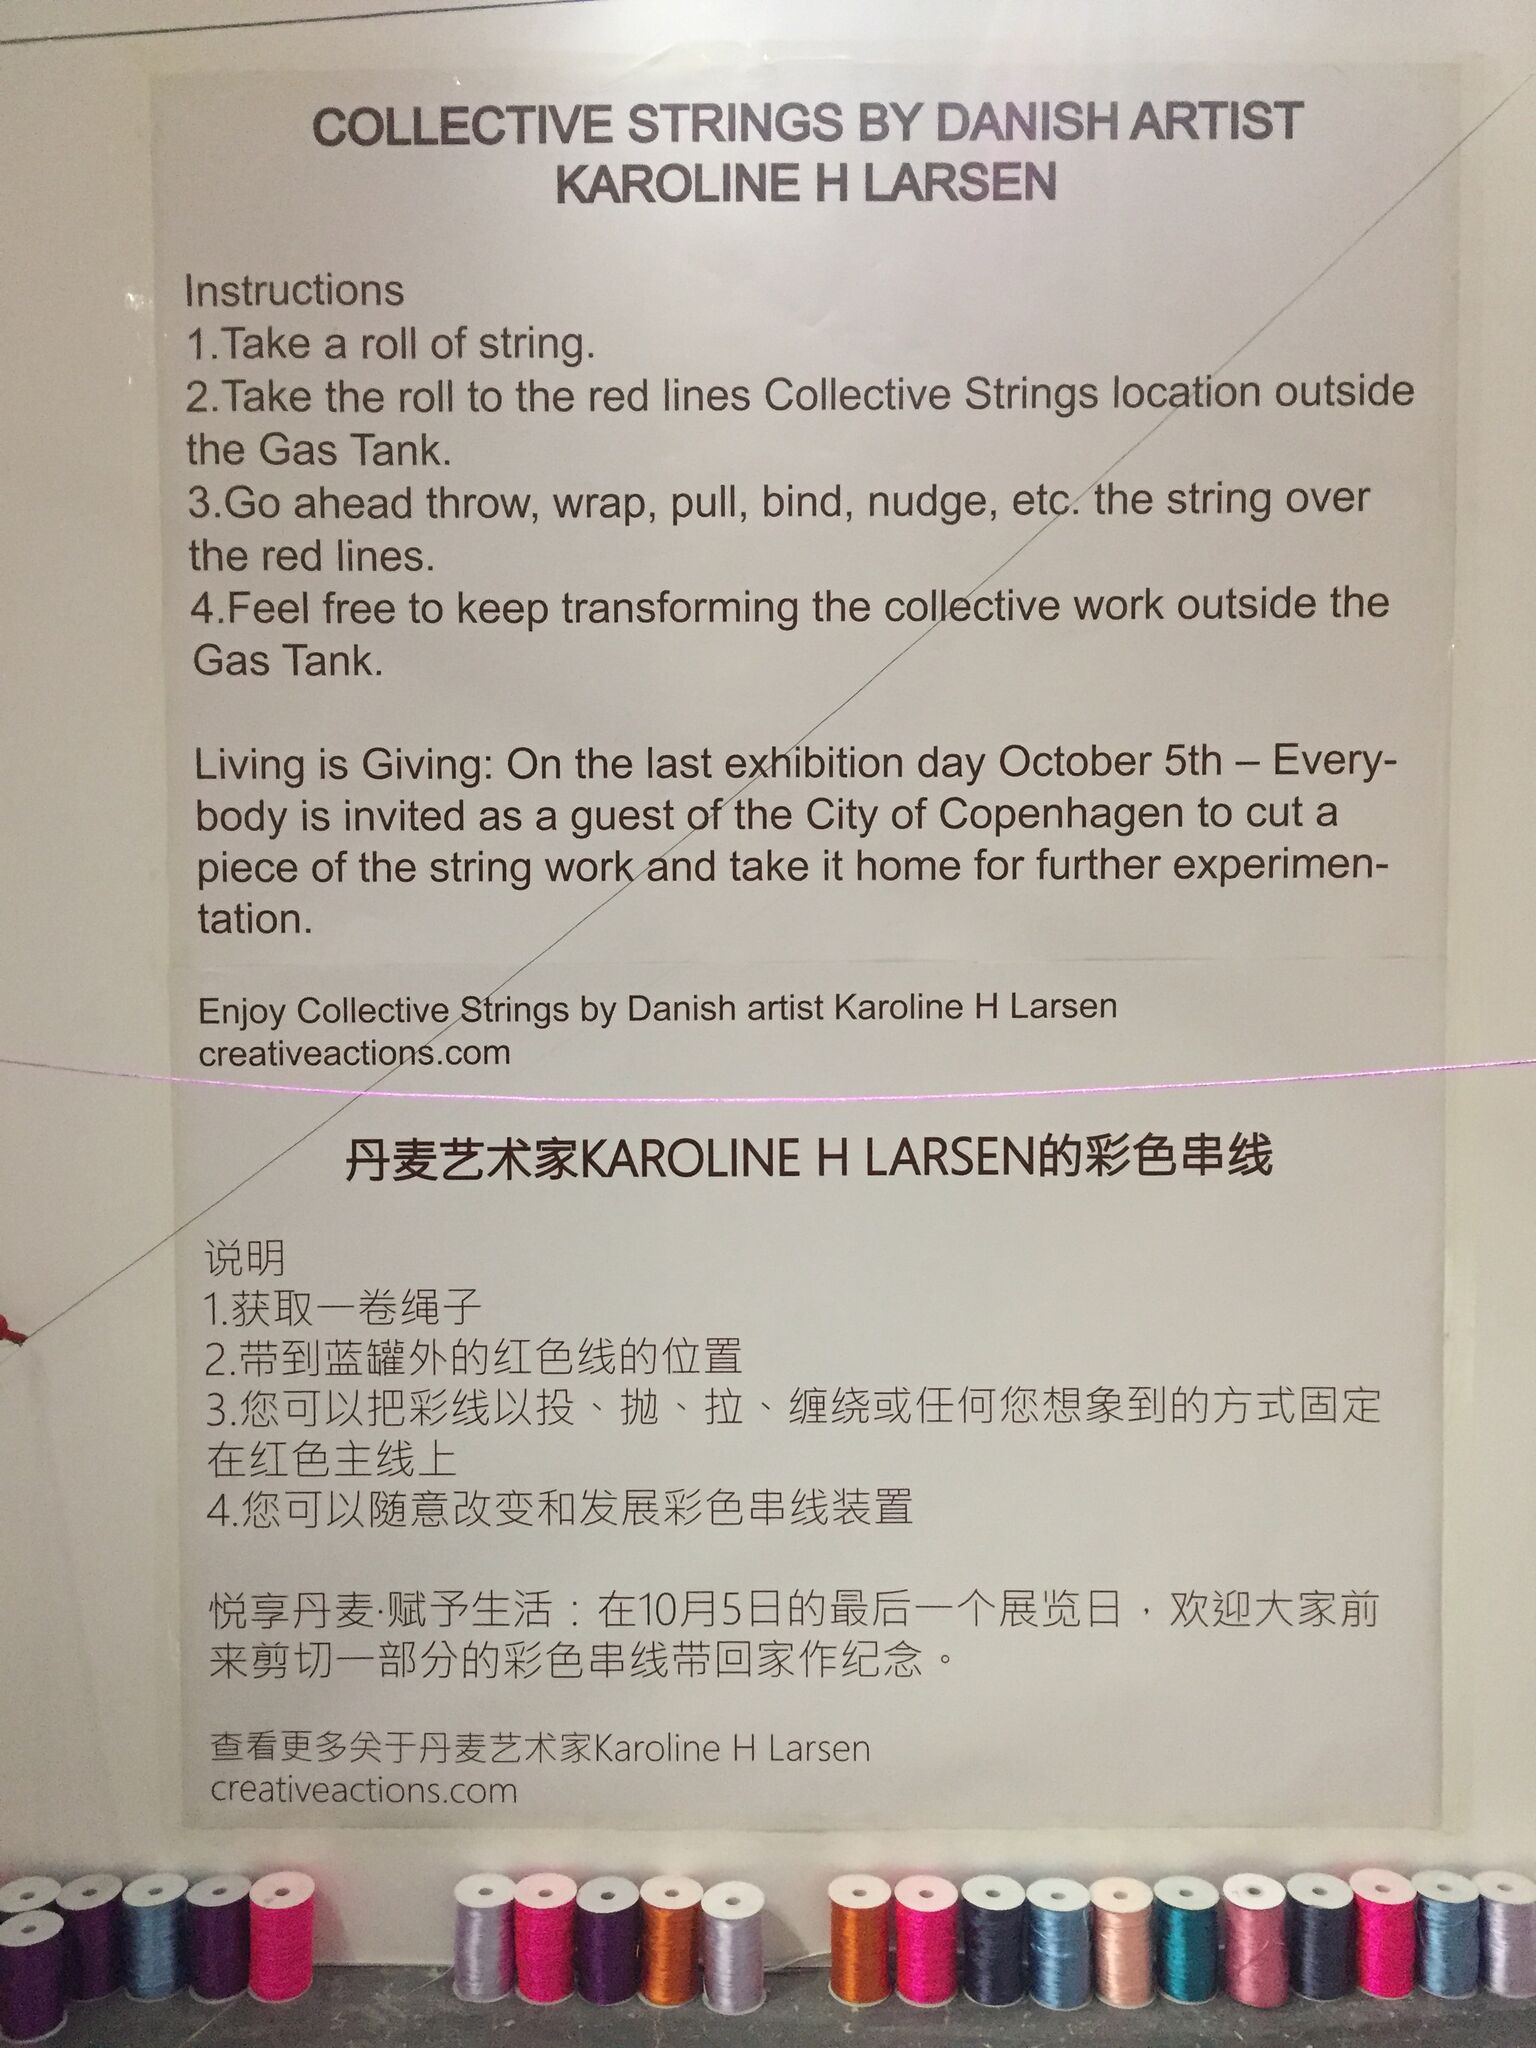 COLLECTIVE STRINGS BY DANISH ARTIST
KAROLINE H LARSEN
Instructions
1.Take a roll of string.
2.Take the roll to the red lines Collective Strings location outside
the Gas Tank.
3.Go ahead throw, wrap, pull, bind, nudge, etc. the string over
the red lines.
4.Feel free to keep transforming the collective work outside the
Gas Tank.
Living is Giving: On the last exhibition day October 5th – Every-
body is invited as a guest of the City of Copenhagen to cut a
piece of the string work and take it home for further experimen-
tation.
Enjoy Collective Strings by Danish artist Karoline H Larsen
creativeactions.com
丹麦艺术家KAROLINE H LARSEN的彩色串线
说明
1.获取一卷绳子
2.带到蓝罐外的红色线的位置
3.您可以把彩线以投、抛、拉、缠绕或任何您想象到的方式固定
在红色主线上
4.您可以随意改变和发展彩色串线装置
悦享丹麦·赋予生活：在10月5日的最后一个展览日，欢迎大家前
来剪切一部分的彩色串线带回家作纪念。
查看更多关于丹麦艺术家Karoline H Larsen
creativeactions.com